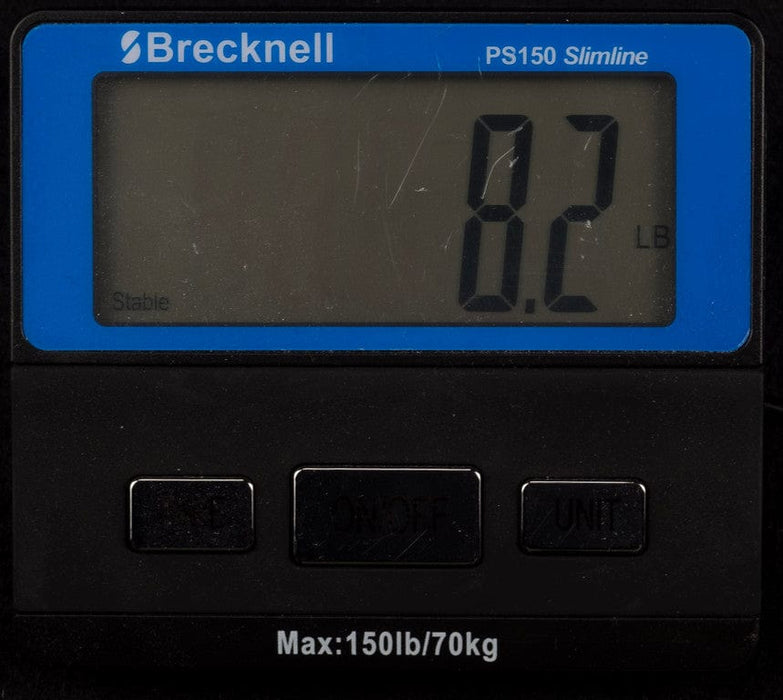 Brecknell
PS150 Slimline
8.2
LB
Stable
ON/OFF
UNIT
Max:150lb/70kg